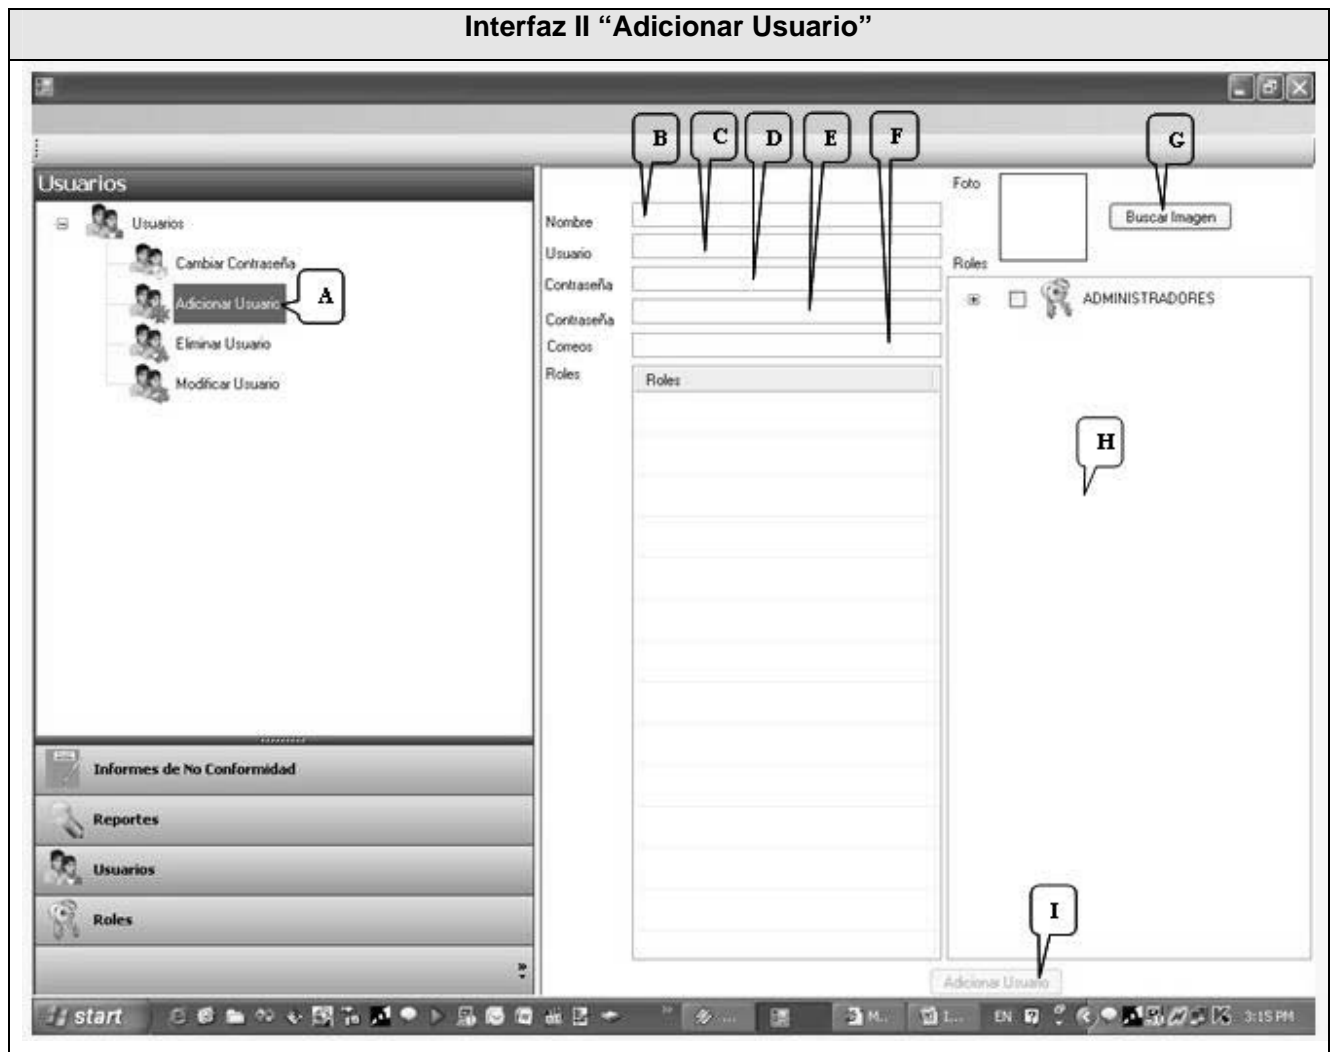 Interfaz II “Adicionar Usuario”
B C D E F G
Usuarios
Usuarios
Cambiar Contraseña
Adicionar Usuario
A
Eliminar Usuario
Modificar Usuario
Informes de No Conformidad
Reportes
Usuarios
Roles
Nombre
Usuario
Contraseña
Contraseña
Correos
Roles
Roles
Foto
Buscar Imagen
Roles
ADMINISTRADORES
H
I
Adicionar Usuario
start
... M... I... EN 3:15 PM